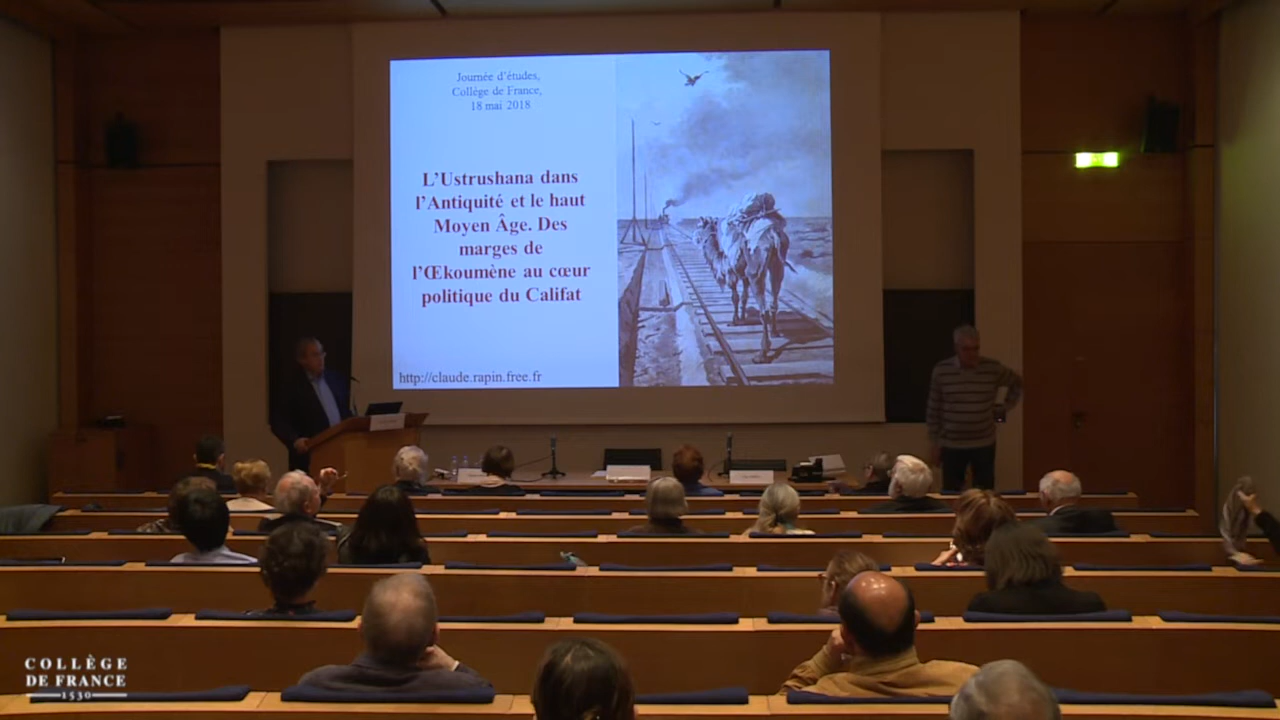 Journée d'études,
Collège de France,
18 mai 2018
L'Ustrushana dans
l'Antiquité et le haut
Moyen Âge. Des
marges de
l'Œkoumène au cœur
politique du Califat
http://claude.rapin.free.fr
COLLÈGE
DE FRANCE
1530